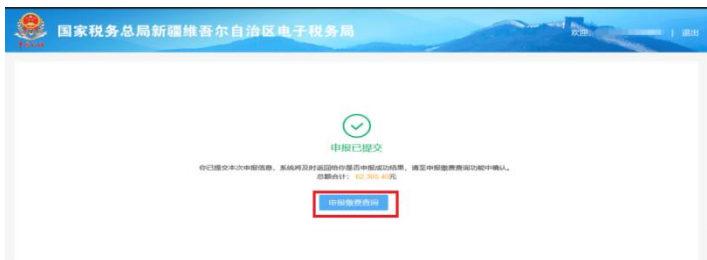 国家税务总局新疆维吾尔自治区电子税务局
欢迎，
| 退出
申报已提交
你已提交本次申报信息，系统将及时返回给你是否申报成功结果，请至申报缴费查询功能中确认。
总额合计：
元
申报缴费查询